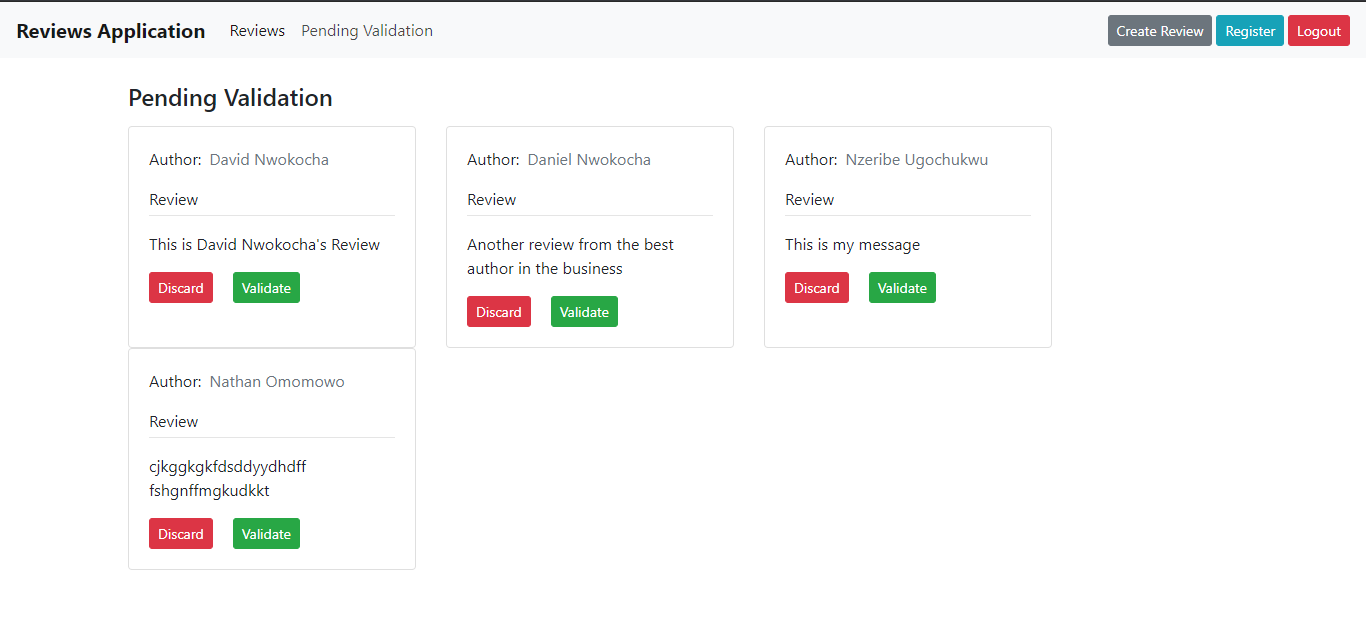 Reviews Application Reviews Pending Validation Create Review Register Logout
Pending Validation
Author: David Nwokocha
Review
This is David Nwokocha's Review
Discard Validate
Author: Daniel Nwokocha
Review
Another review from the best
author in the business
Discard Validate
Author: Nzeribe Ugochukwu
Review
This is my message
Discard Validate
Author: Nathan Omomowo
Review
cjkggkgkfdsddyydhdff
fshgnffmgkudkkt
Discard Validate